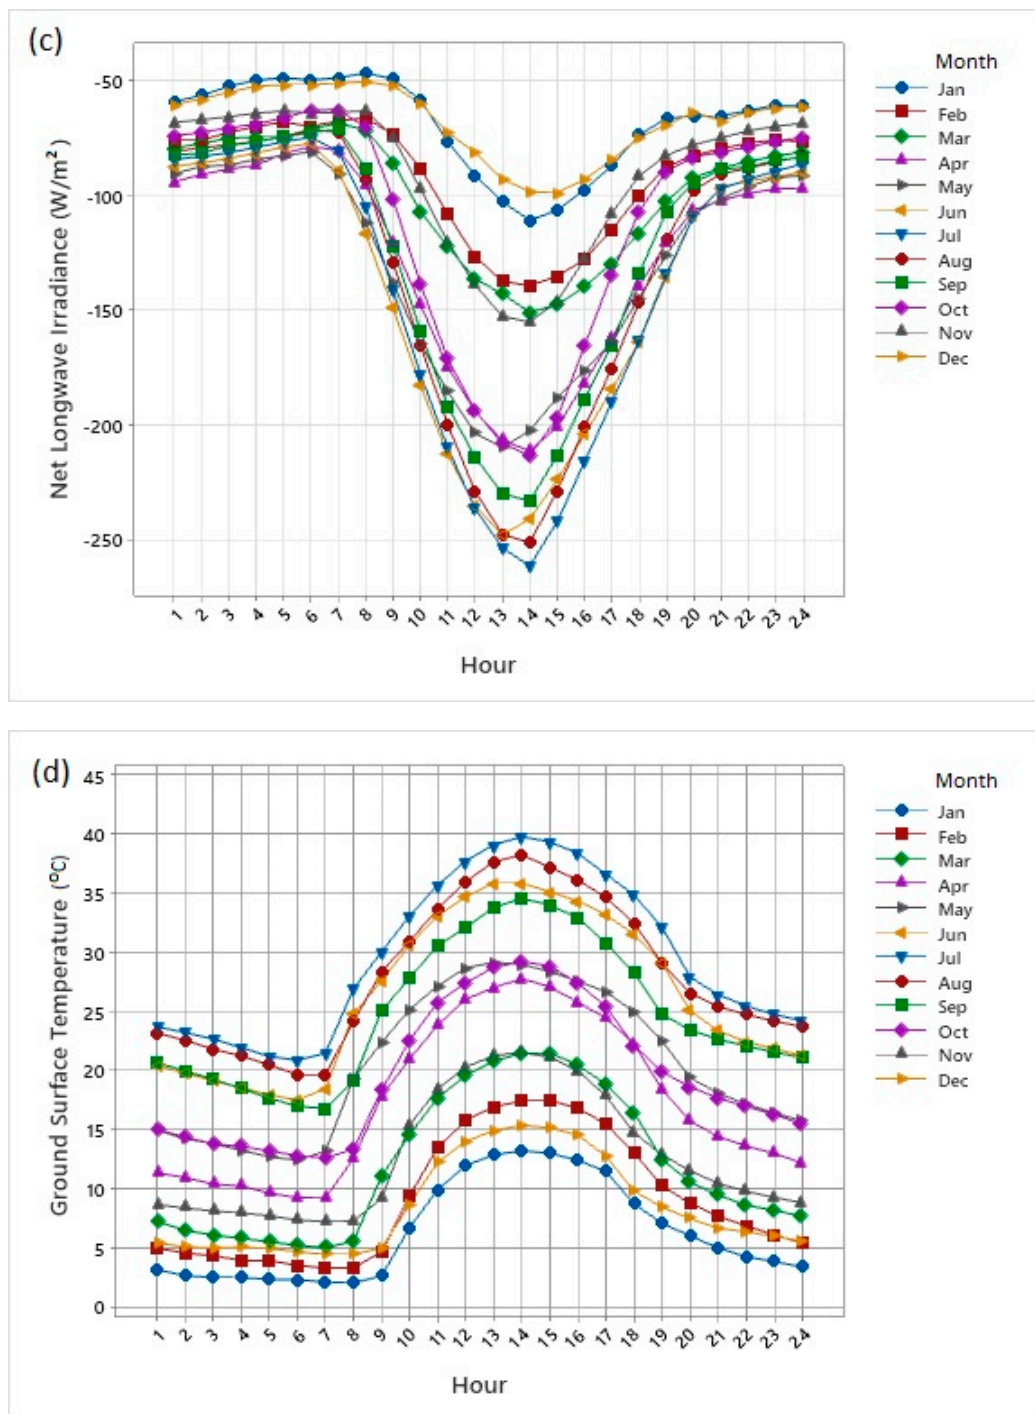 (c)
Net Longwave Irradiance (W/m²)
-50
-100
-150
-200
-250
1 2 3 4 5 6 7 8 9 10 11 12 13 14 15 16 17 18 19 20 21 22 23 24
Hour
Month
Jan
Feb
Mar
Apr
May
Jun
Jul
Aug
Sep
Oct
Nov
Dec
(d)
Ground Surface Temperature (⁰C)
45
40
35
30
25
20
15
10
5
0
1 2 3 4 5 6 7 8 9 10 11 12 13 14 15 16 17 18 19 20 21 22 23 24
Hour
Month
Jan
Feb
Mar
Apr
May
Jun
Jul
Aug
Sep
Oct
Nov
Dec